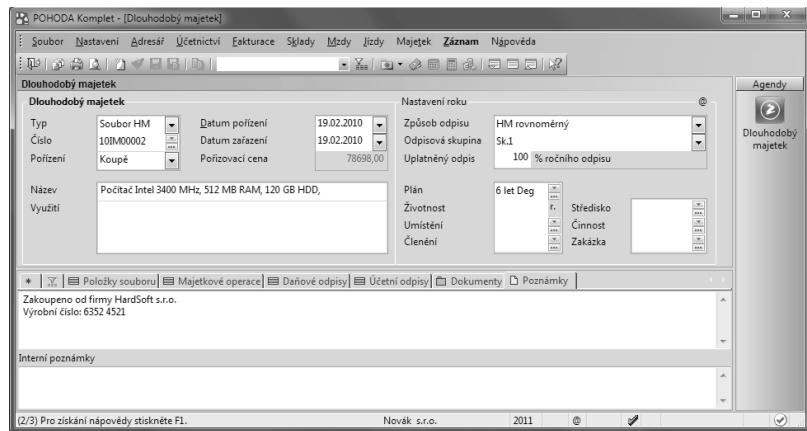 POHODA Komplet - [Dlouhodobý majetek]
Soubor Nastavení Adresář Účetnictví Fakturace Sklady Mzdy Jízdy Majetek Záznam Nápověda
Dlouhodobý majetek
Agendy
Dlouhodobý majetek
Nastavení roku @
Typ Soubor HM Datum pořízení 19.02.2010 Způsob odpisu HM rovnoměrný
Číslo 10IM00002 Datum zařazení 19.02.2010 Odpisová skupina Sk.1
Pořízení Koupě Pořizovací cena 78698,00 Uplatněný odpis 100 % ročního odpisu
Dlouhodobý
majetek
Název Počítač Intel 3400 MHz, 512 MB RAM, 120 GB HDD, Plán 6 let Deg
Využití Životnost r. Středisko
Umístění Činnost
Členění Zakázka
* Položky souboru Majetkové operace Daňové odpisy Účetní odpisy Dokumenty Poznámky
Zakoupeno od firmy HardSoft s.r.o.
Výrobní číslo: 6352 4521
Interní poznámky
(2/3) Pro získání nápovědy stiskněte F1. Novák s.r.o. 2011 @